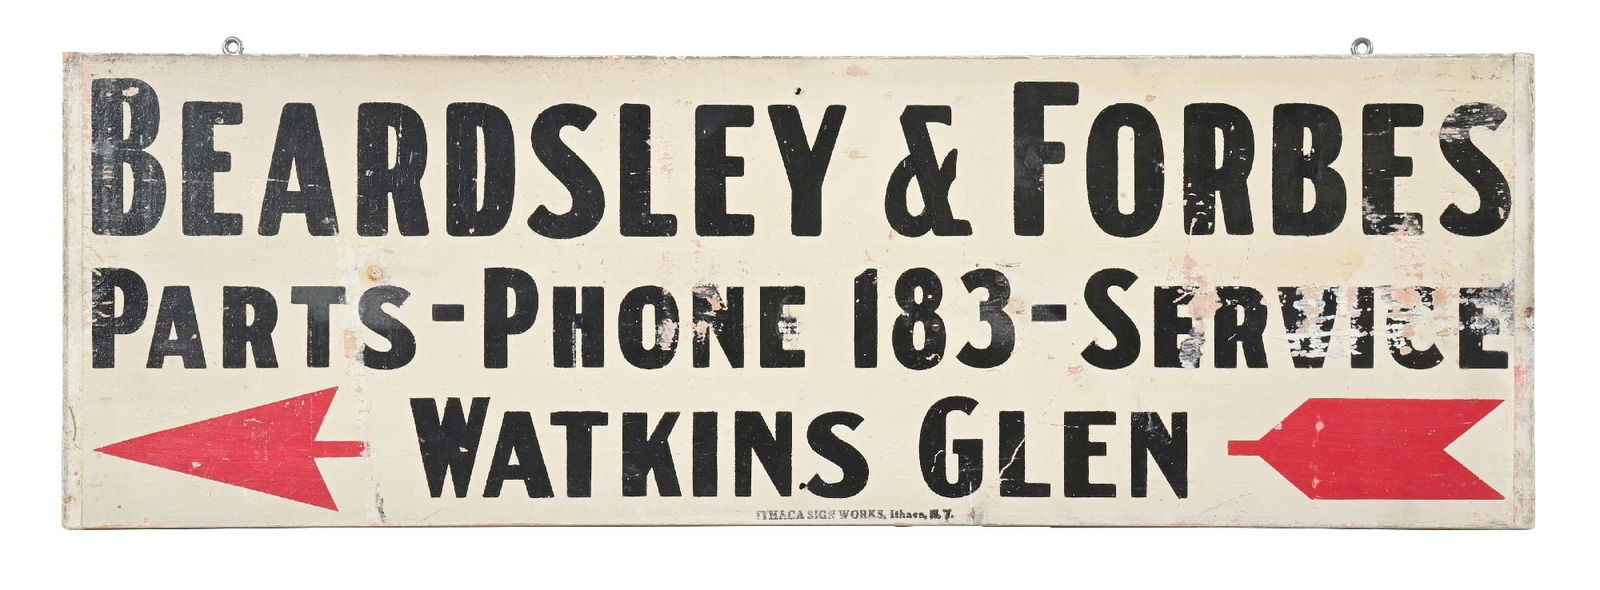 BEARDSLEY & FORBES
PARTS-PHONE 183-SERVICE
WATKINS GLEN
ITHACA SIGN WORKS, Ithaca, N. Y.